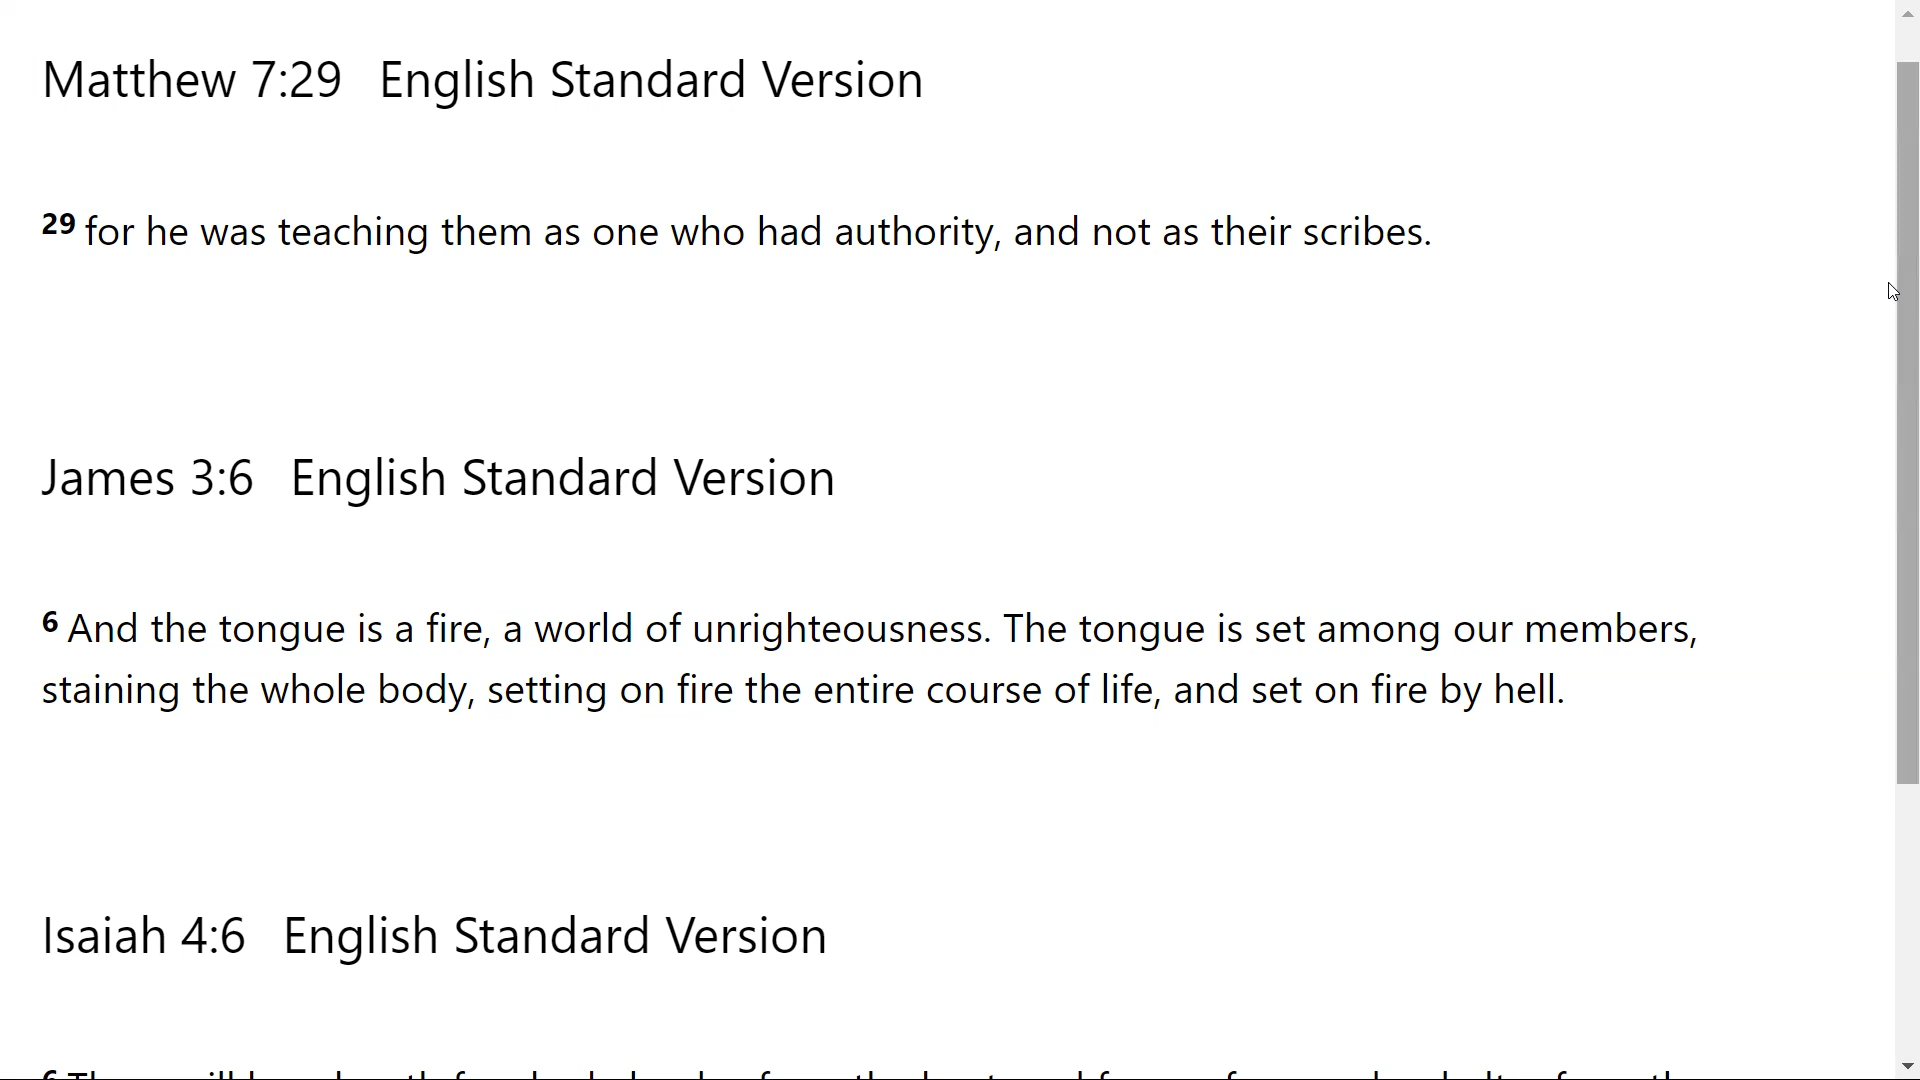 Matthew 7:29 English Standard Version
29 for he was teaching them as one who had authority, and not as their scribes.
James 3:6 English Standard Version
6 And the tongue is a fire, a world of unrighteousness. The tongue is set among our members,
staining the whole body, setting on fire the entire course of life, and set on fire by hell.
Isaiah 4:6 English Standard Version